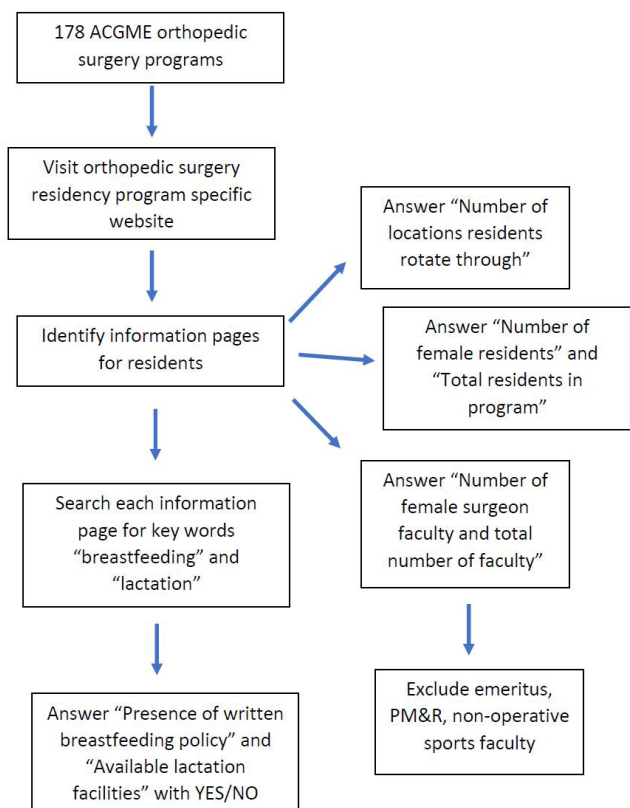 178 ACGME orthopedic
surgery programs
Visit orthopedic surgery
residency program specific
website
Answer “Number of
locations residents
rotate through”
Identify information pages
for residents
Answer “Number of
female residents” and
“Total residents in
program”
Search each information
page for key words
“breastfeeding” and
“lactation”
Answer “Number of
female surgeon
faculty and total
number of faculty”
Answer “Presence of written
breastfeeding policy” and
“Available lactation
facilities” with YES/NO
Exclude emeritus,
PM&R, non-operative
sports faculty